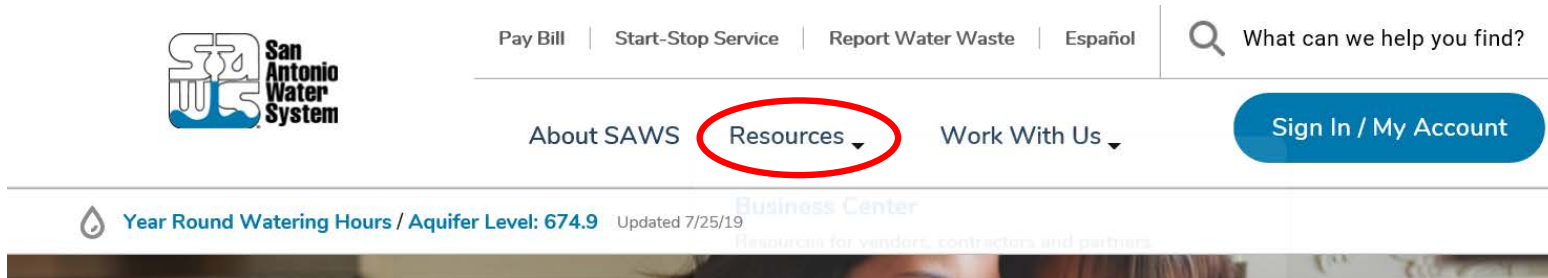 San
Antonio
Water
System
Pay Bill | Start-Stop Service | Report Water Waste | Español
What can we help you find?
About SAWS
Resources
Work With Us
Sign In / My Account
Year Round Watering Hours / Aquifer Level: 674.9 Updated 7/25/19
Business Center
Resources for vendors, contractors and partners